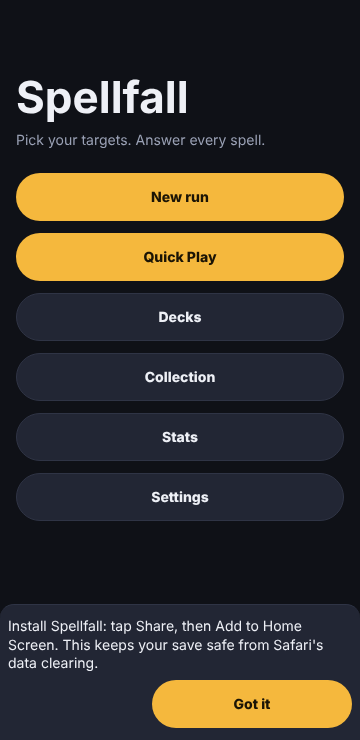 Spellfall
Pick your targets. Answer every spell.
New run
Quick Play
Decks
Collection
Stats
Settings
Install Spellfall: tap Share, then Add to Home
Screen. This keeps your save safe from Safari's
data clearing.
Got it